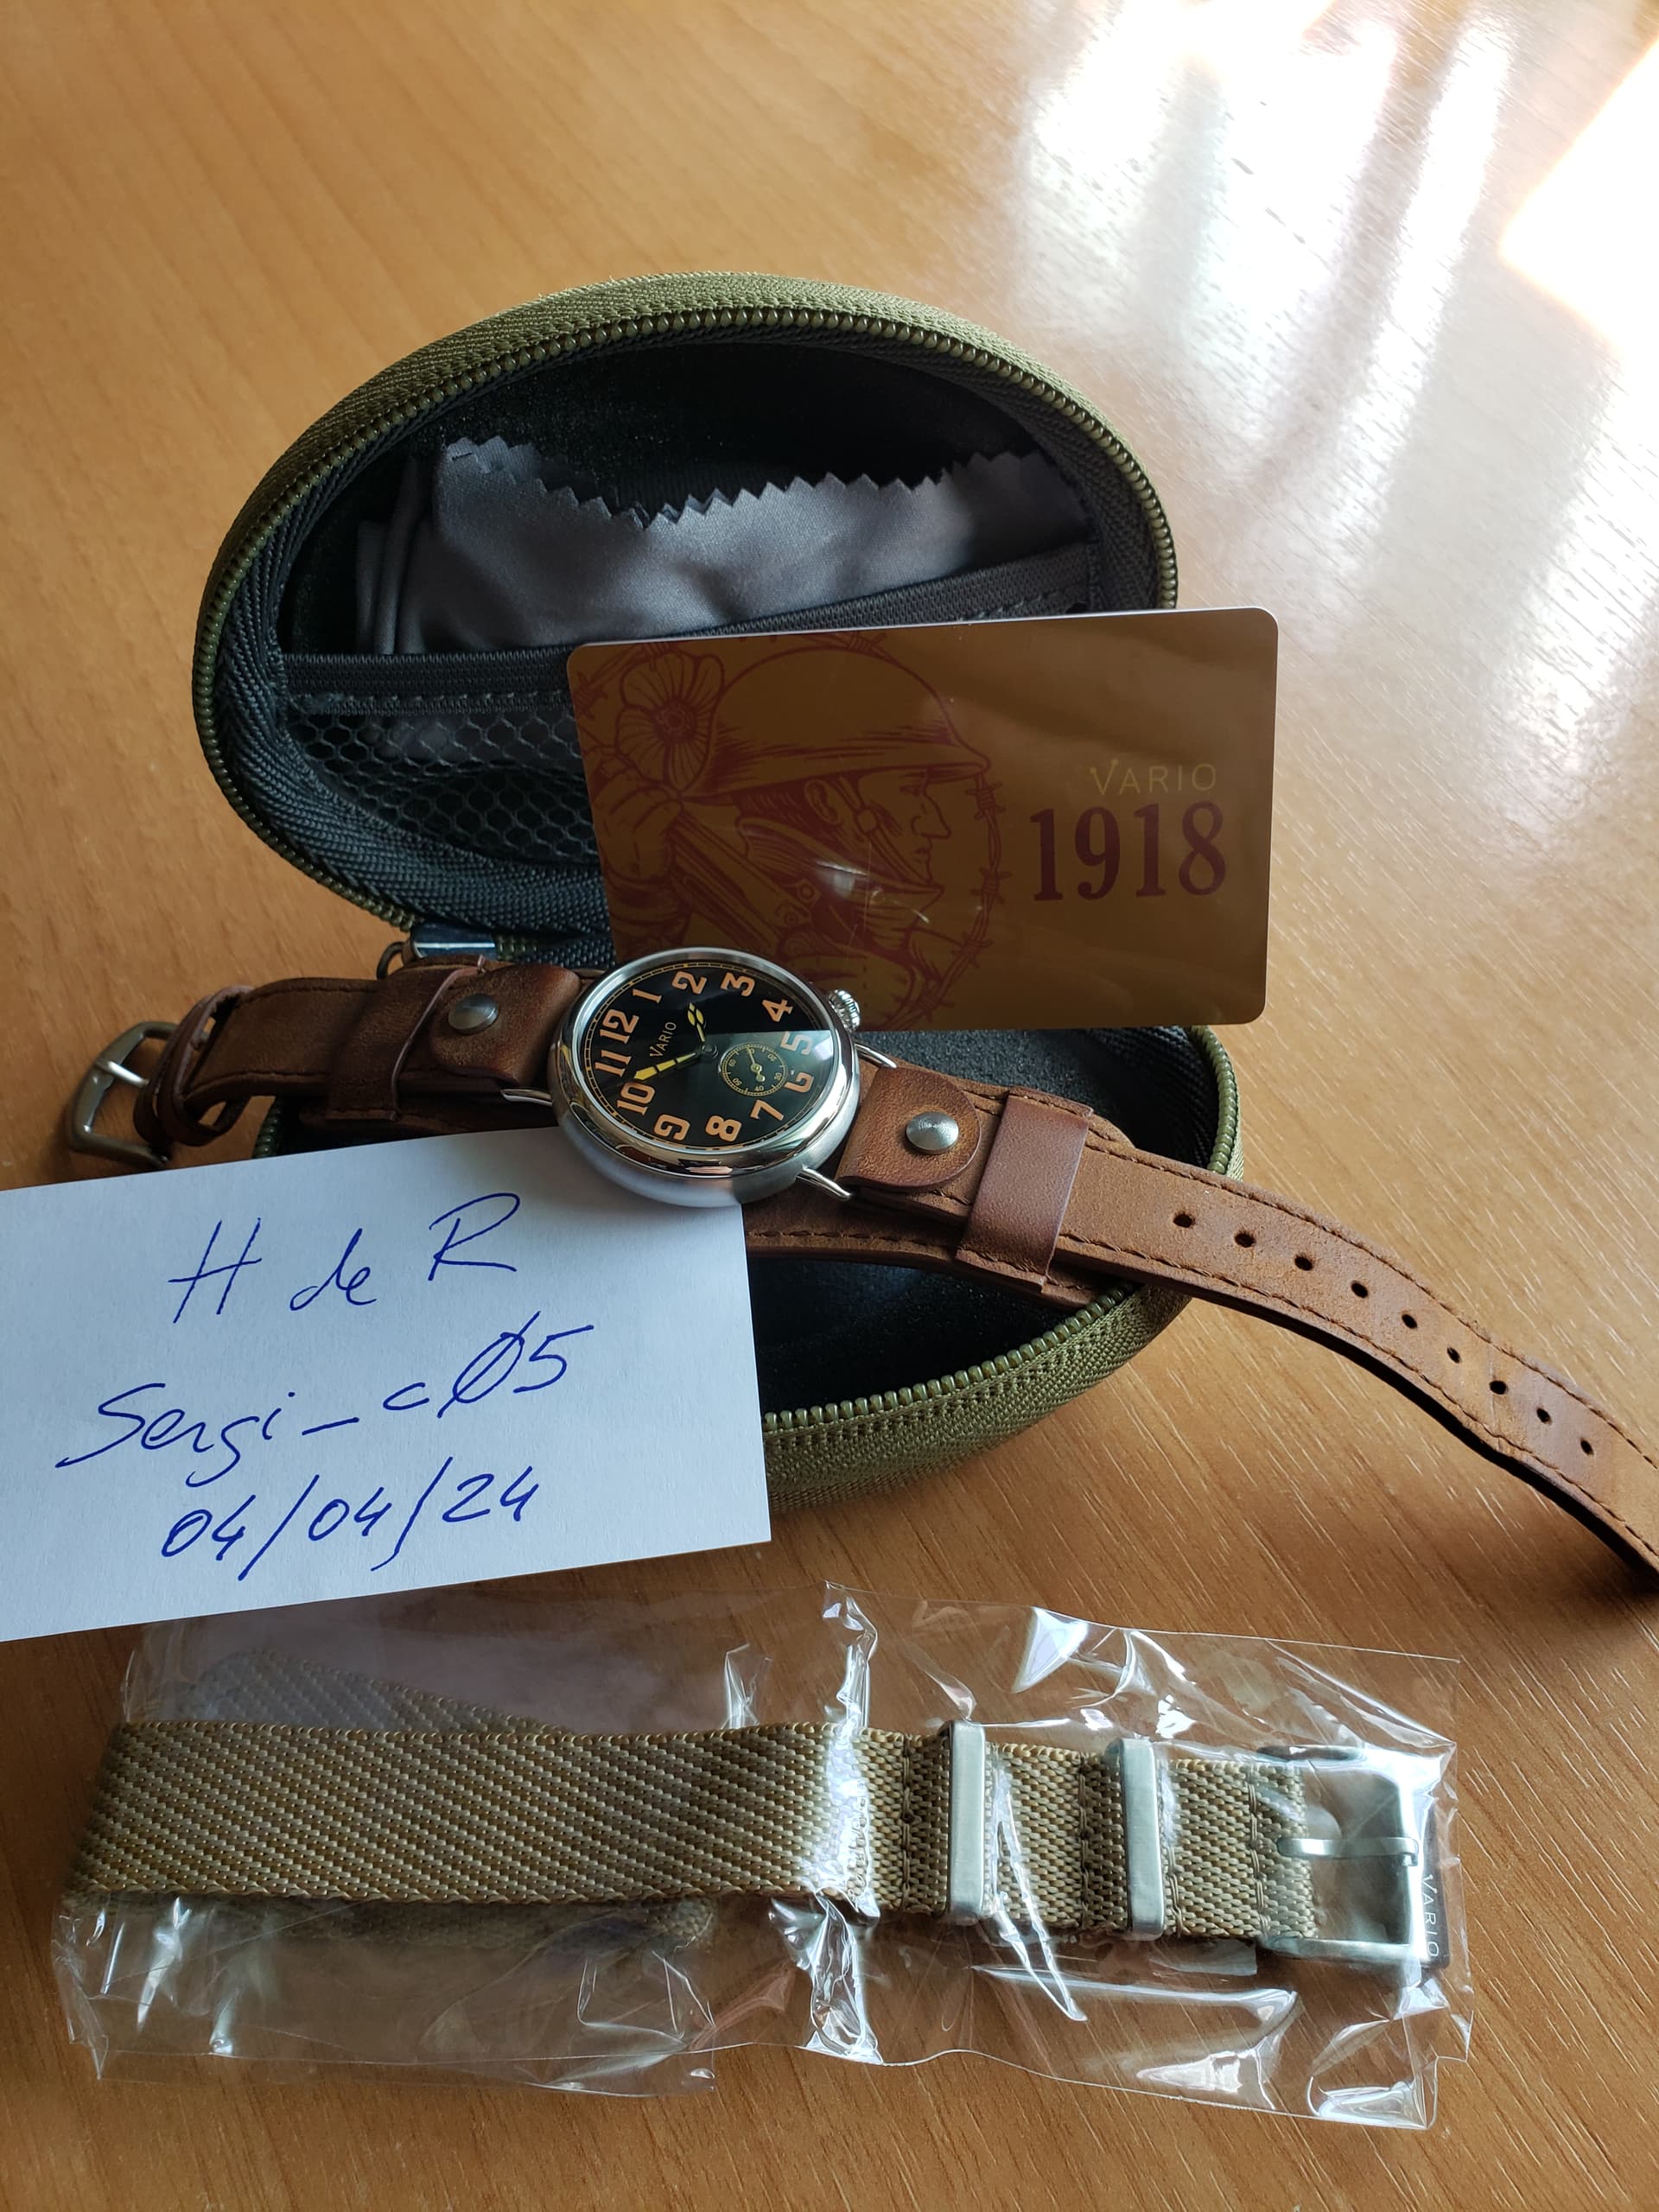 VARIO
1918
1
2
3
4
5
6
7
8
9
10
11
12
VARIO
H de R
Sergi_c05
04/04/24
VARIO